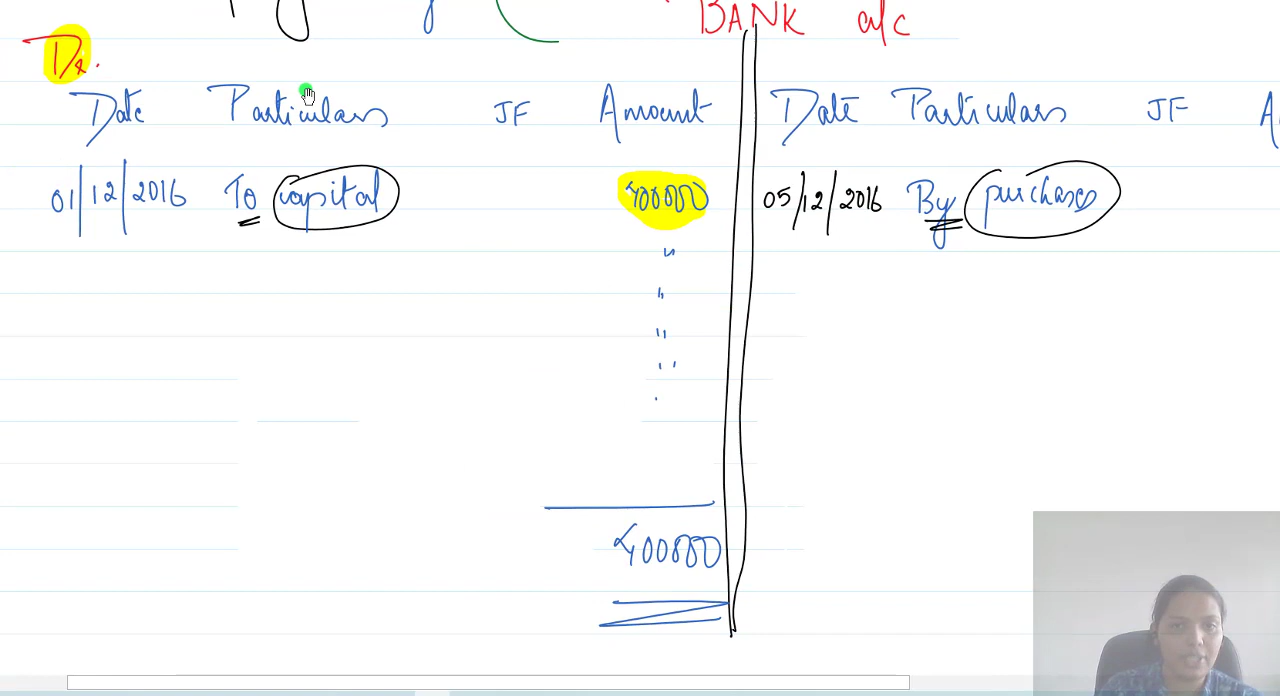 BANK a/c
Dr.
Date Particulars JF Amount Date Particulars JF A
01/12/2016 To capital 400000 05/12/2016 By purchases
"
"
"
"
400000